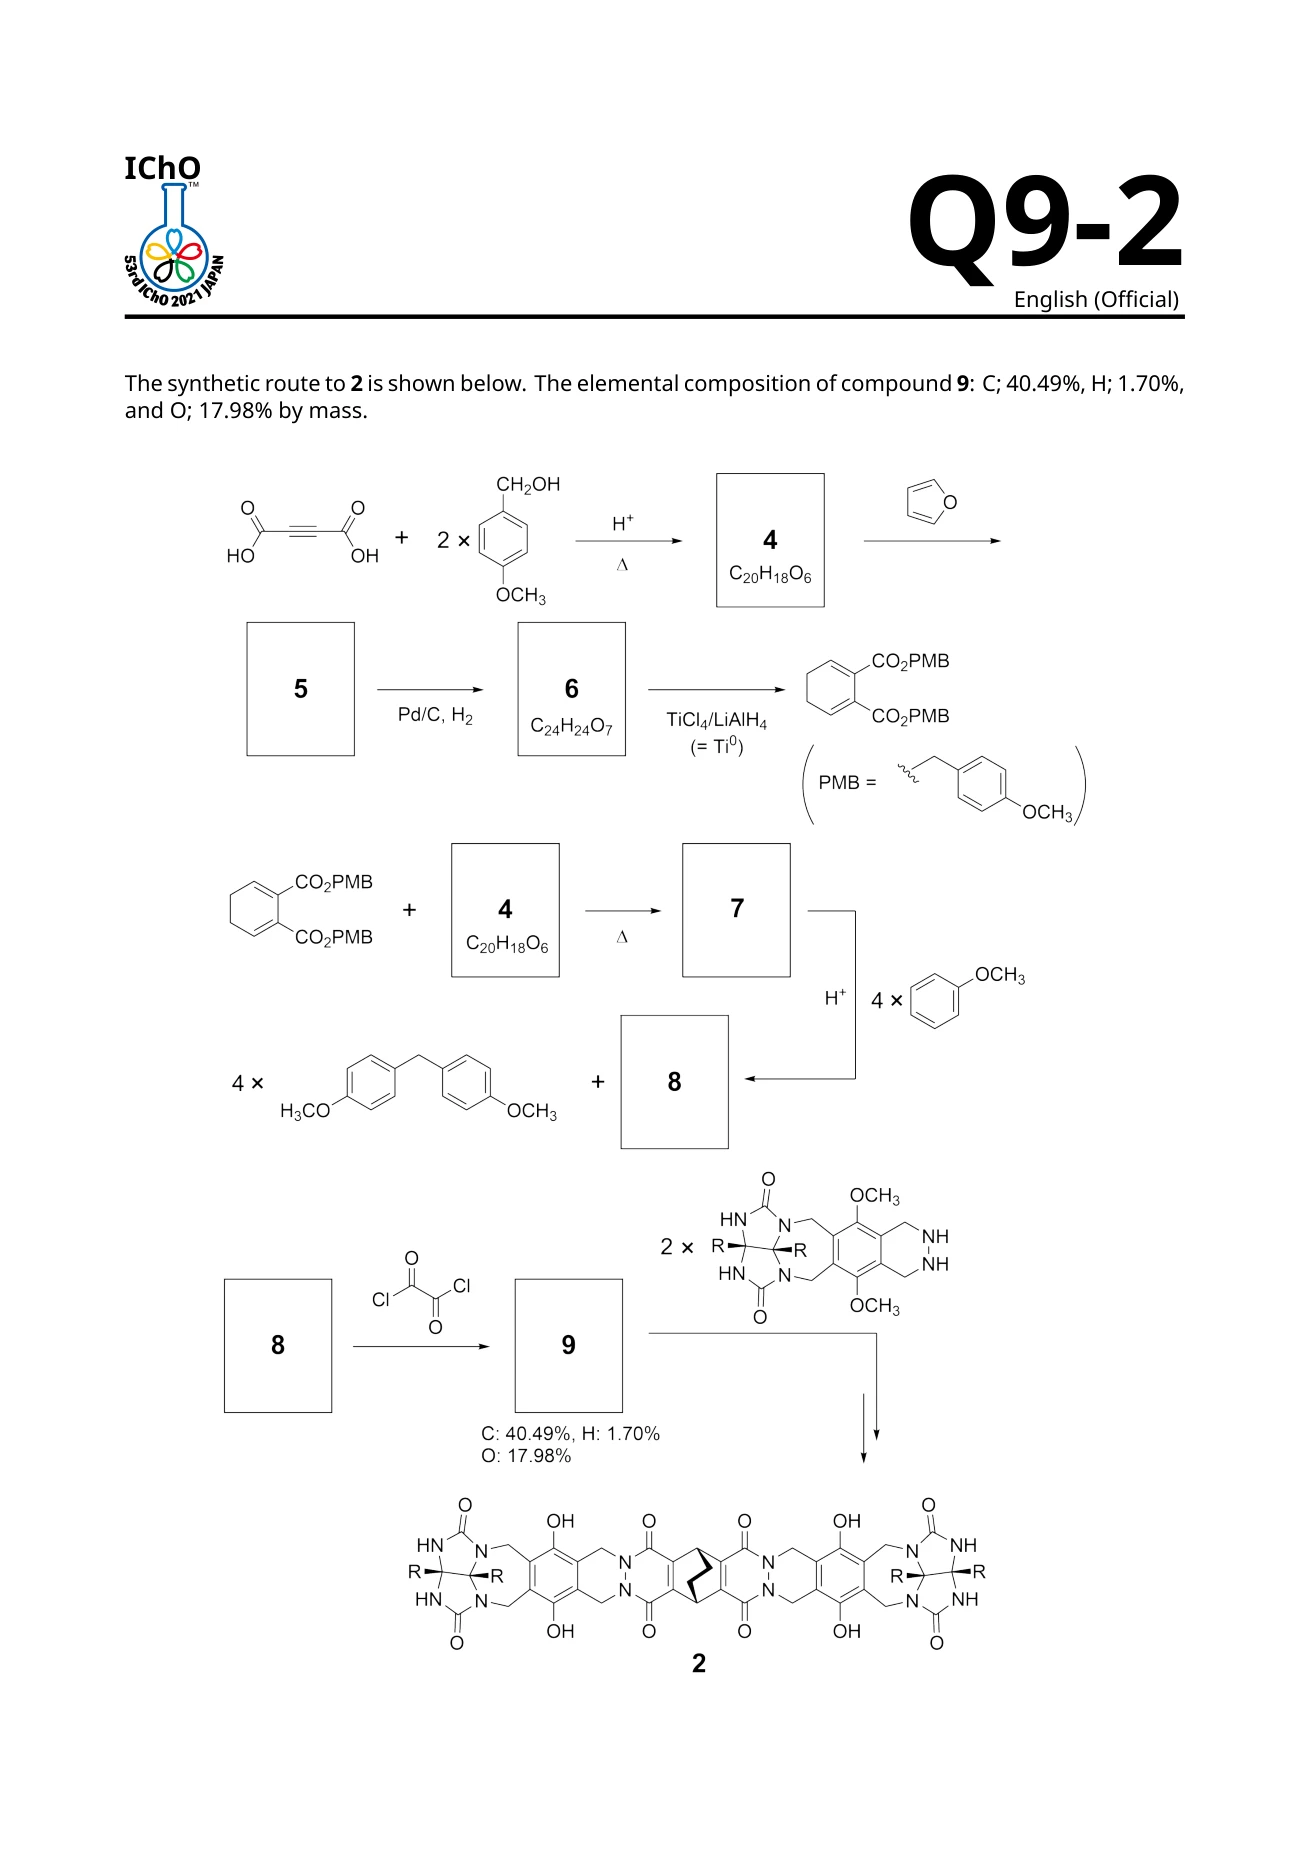 IChO
TM
53rd IChO 2021 JAPAN
Q9-2
English (Official)
The synthetic route to 2 is shown below. The elemental composition of compound 9: C; 40.49%, H; 1.70%,
and O; 17.98% by mass.
O O CH₂OH O
HO OH + 2 × H⁺ Δ 4
OCH₃ C₂₀H₁₈O₆
5 Pd/C, H₂ 6 CO₂PMB
C₂₄H₂₄O₇ TiCl₄/LiAlH₄ CO₂PMB
(= Ti⁰)
PMB = OCH₃
CO₂PMB
CO₂PMB + 4 Δ 7
C₂₀H₁₈O₆
H⁺ 4 × OCH₃
4 × H₃CO OCH₃ + 8
O OCH₃
HN N NH
2 × R R
HN N NH
O OCH₃
O
Cl Cl
O
8 9
C: 40.49%, H: 1.70%
O: 17.98%
O OH O O OH O
HN N N N N NH
R R R R
HN N N N N NH
O OH O O OH O
2